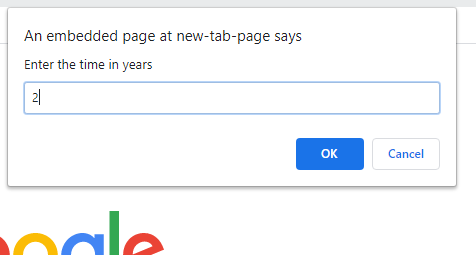 An embedded page at new-tab-page says
Enter the time in years
2
OK Cancel